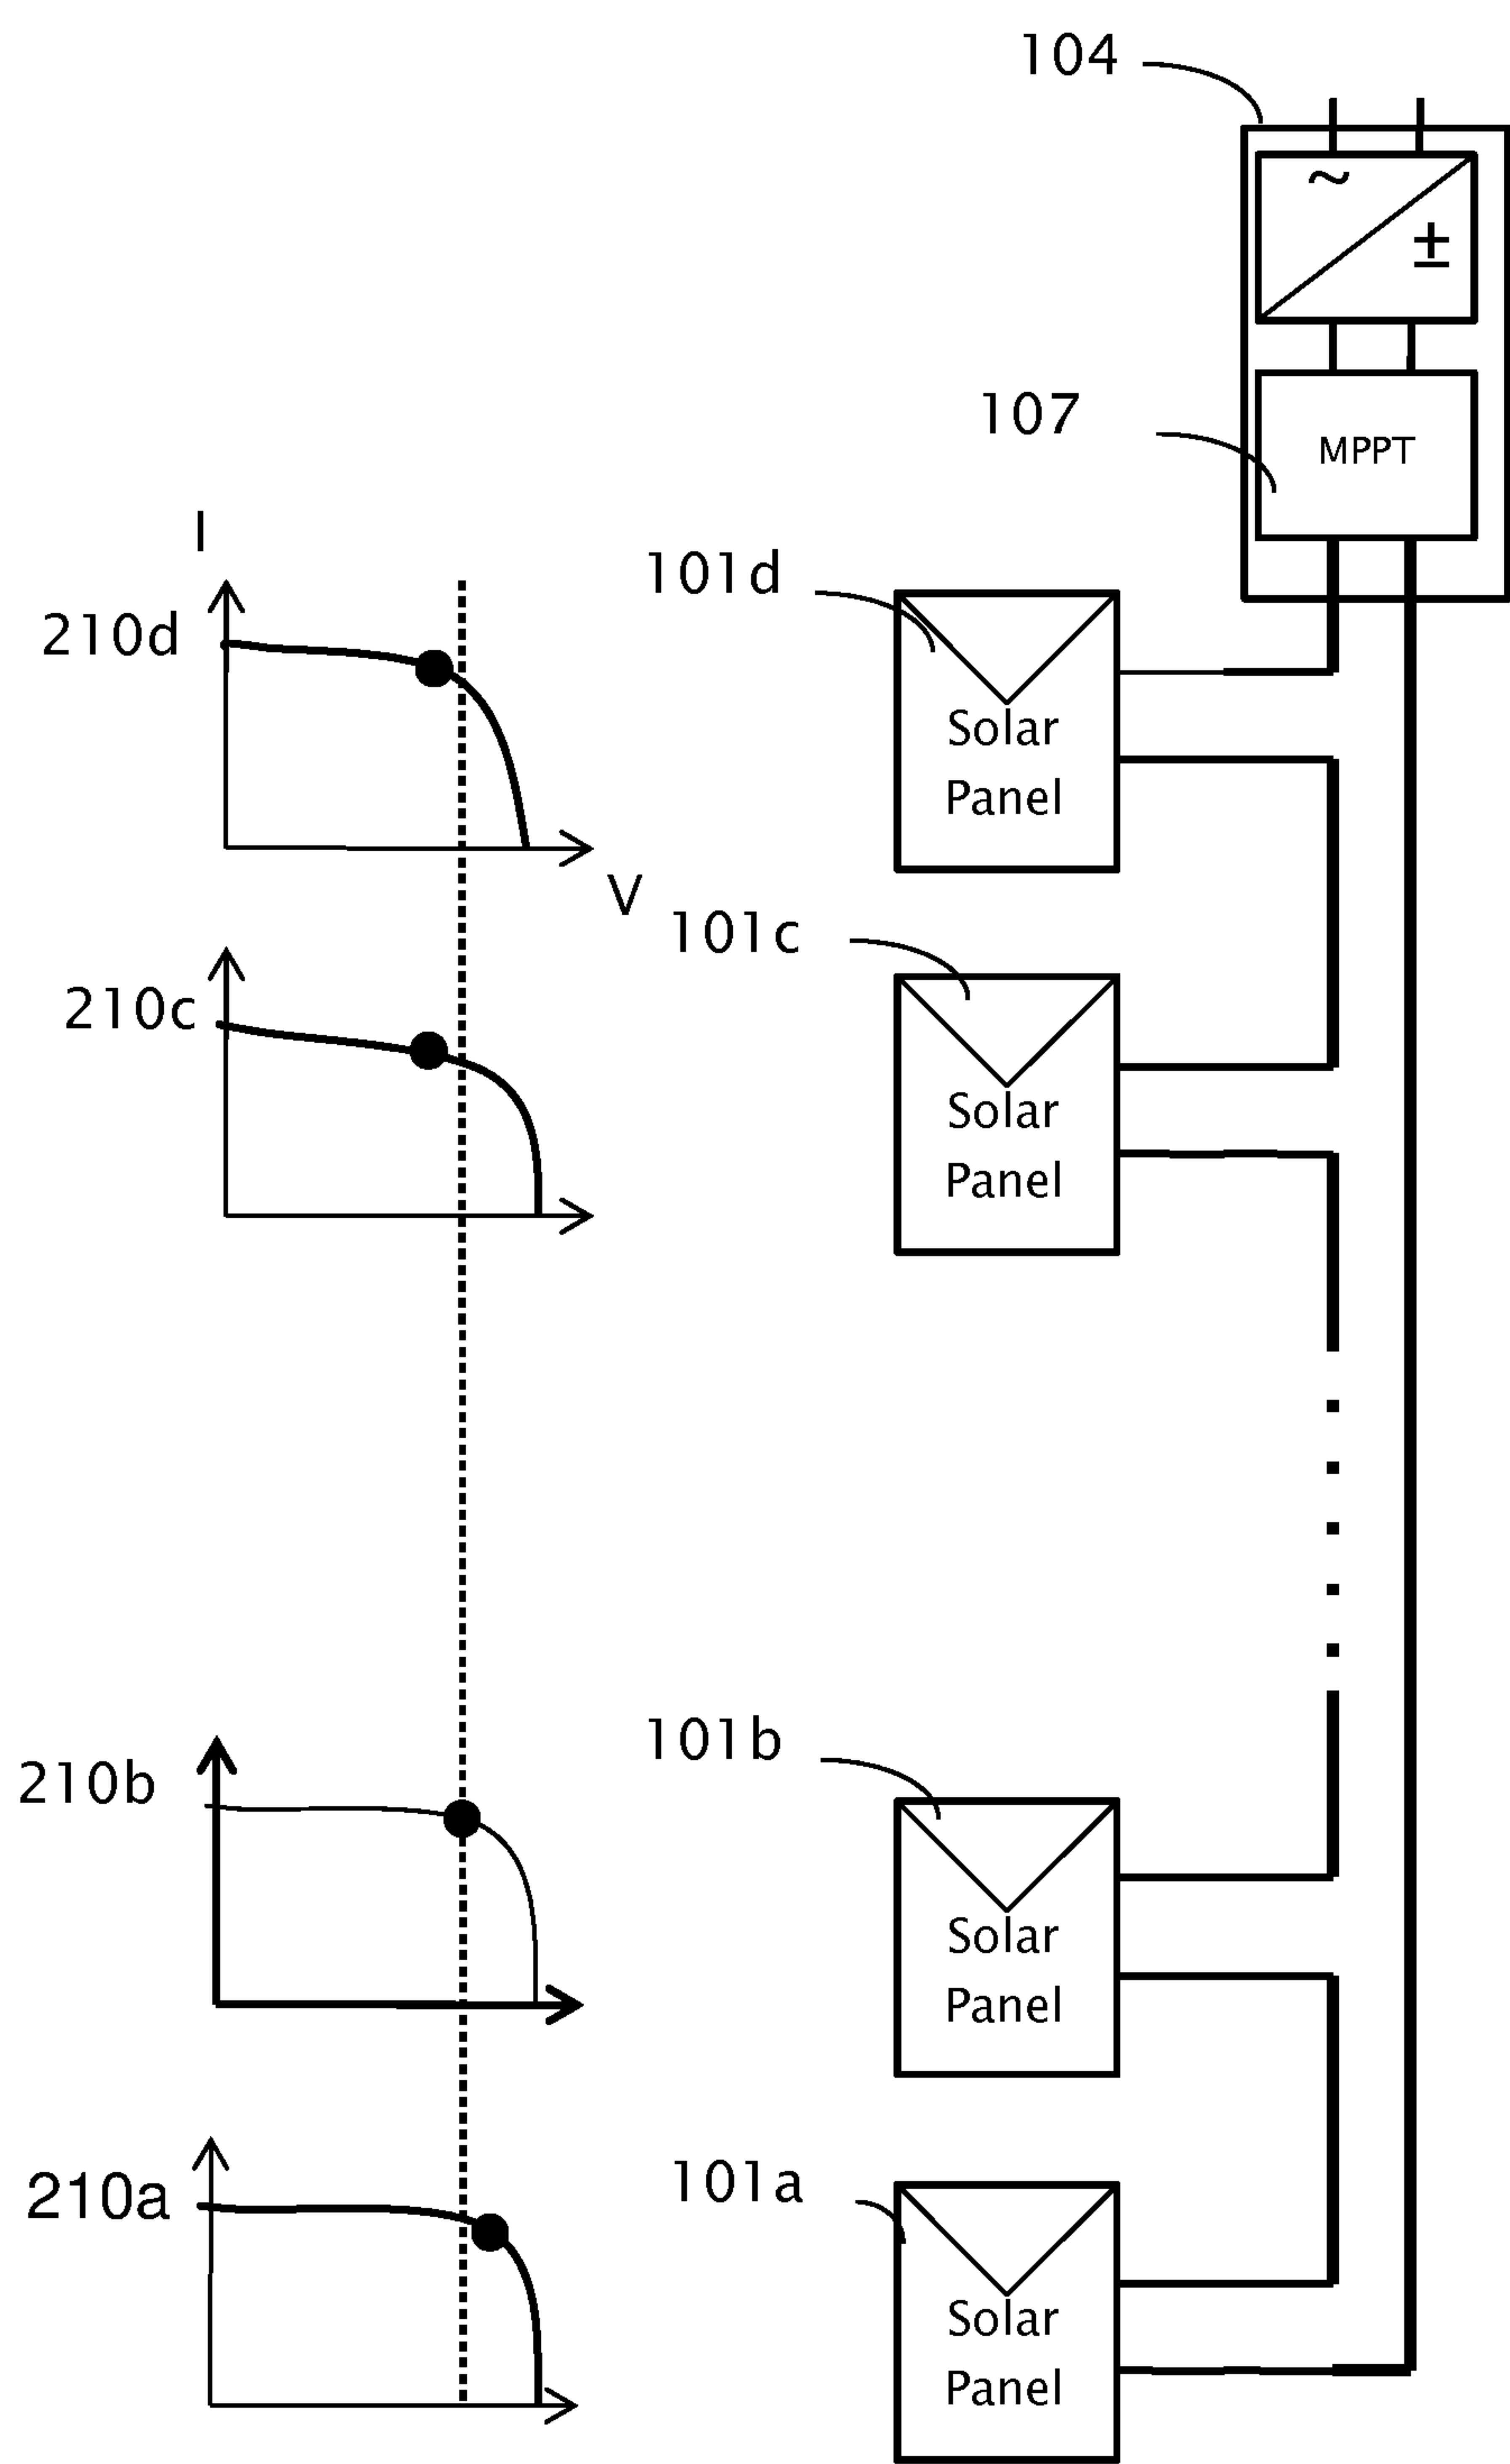 104
~
±
107
MPPT
I
101d
210d
Solar
Panel
V
101c
210c
Solar
Panel
101b
210b
Solar
Panel
101a
210a
Solar
Panel